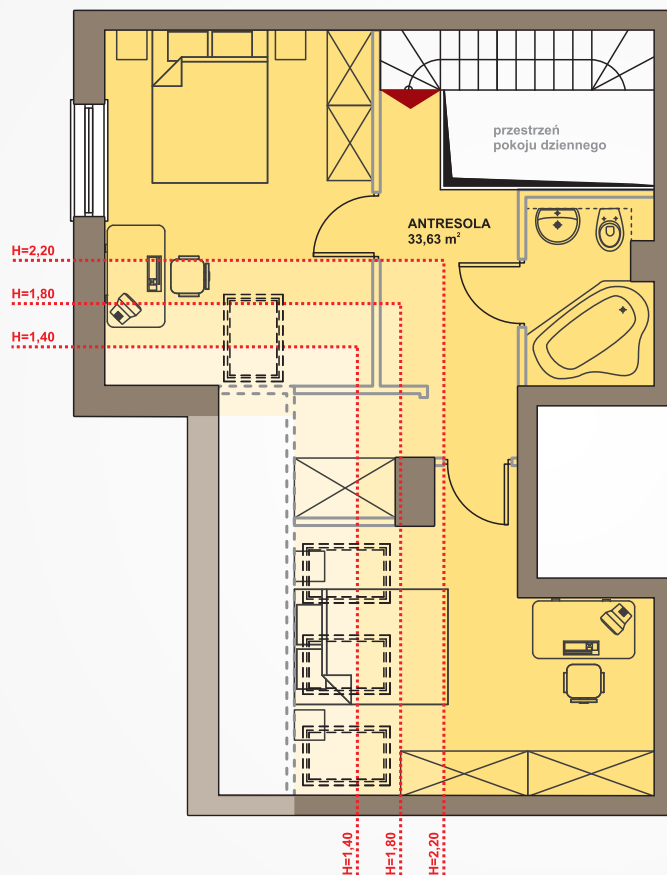 przestrzeń
pokoju dziennego
ANTRESOLA
33,63 m²
H=2,20
H=1,80
H=1,40
H=1,40
H=1,80
H=2,20